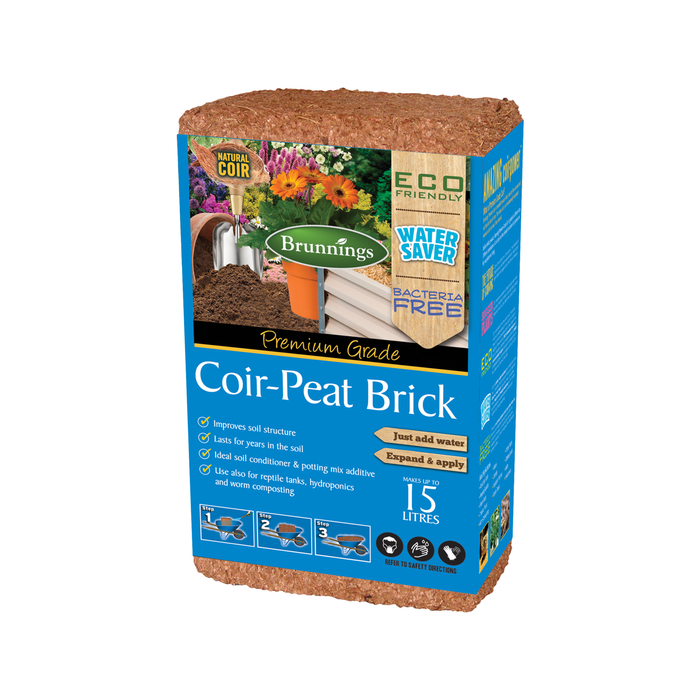 NATURAL
COIR
ECO
FRIENDLY
Brunnings
WATER
SAVER
BACTERIA
FREE
Premium Grade
Coir-Peat Brick
Improves soil structure
Lasts for years in the soil
Ideal soil conditioner & potting mix additive
Use also for reptile tanks, hydroponics
and worm composting
Just add water
Expand & apply
MAKES UP TO
15
LITRES
Step
1
Step
2
Step
3
REFER TO SAFETY DIRECTIONS
AMAZING
ECO